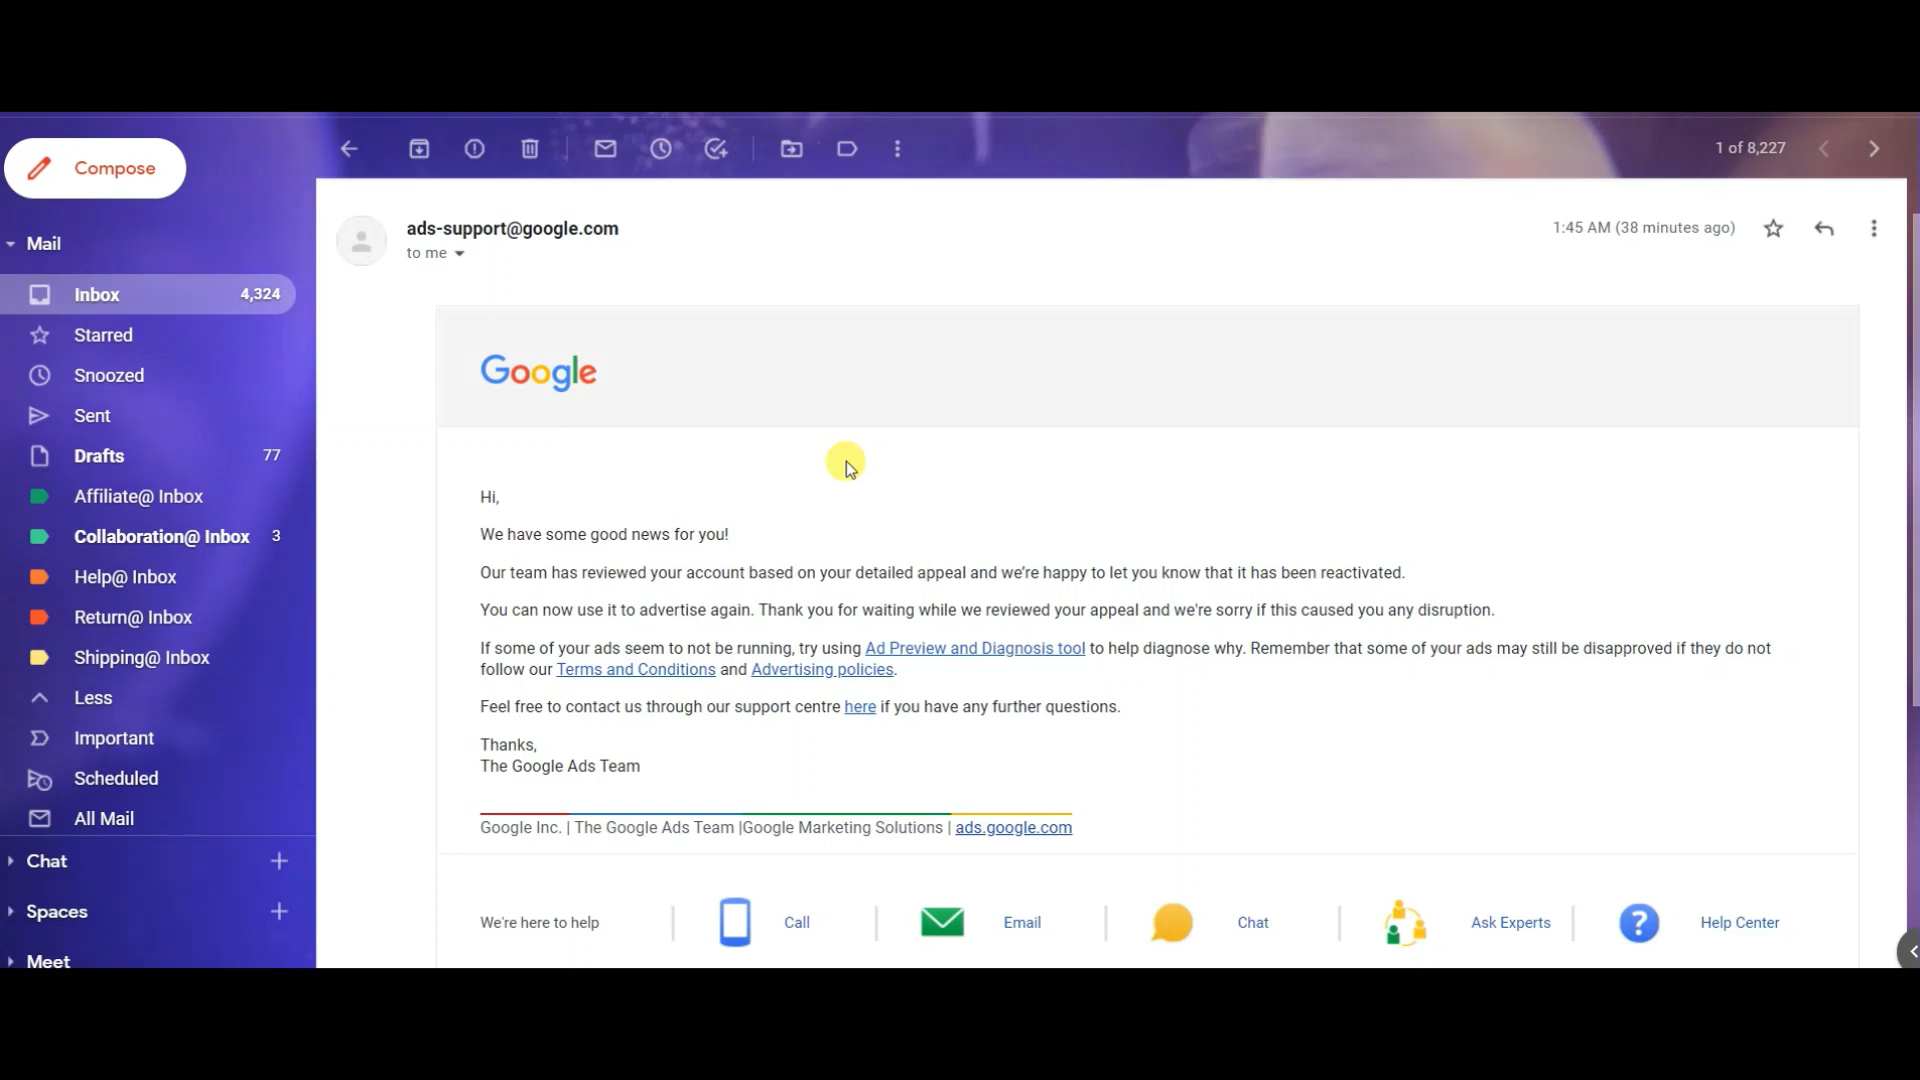 Compose
1 of 8,227
Mail
Inbox 4,324
Starred
Snoozed
Sent
Drafts 77
Affiliate@ Inbox
Collaboration@ Inbox 3
Help@ Inbox
Return@ Inbox
Shipping@ Inbox
Less
Important
Scheduled
All Mail
Chat
Spaces
Meet
ads-support@google.com
1:45 AM (38 minutes ago)
to me
Google
Hi,
We have some good news for you!
Our team has reviewed your account based on your detailed appeal and we're happy to let you know that it has been reactivated.
You can now use it to advertise again. Thank you for waiting while we reviewed your appeal and we're sorry if this caused you any disruption.
If some of your ads seem to not be running, try using Ad Preview and Diagnosis tool to help diagnose why. Remember that some of your ads may still be disapproved if they do not
follow our Terms and Conditions and Advertising policies.
Feel free to contact us through our support centre here if you have any further questions.
Thanks,
The Google Ads Team
Google Inc. | The Google Ads Team |Google Marketing Solutions | ads.google.com
We're here to help | Call | Email | Chat | Ask Experts | ? Help Center